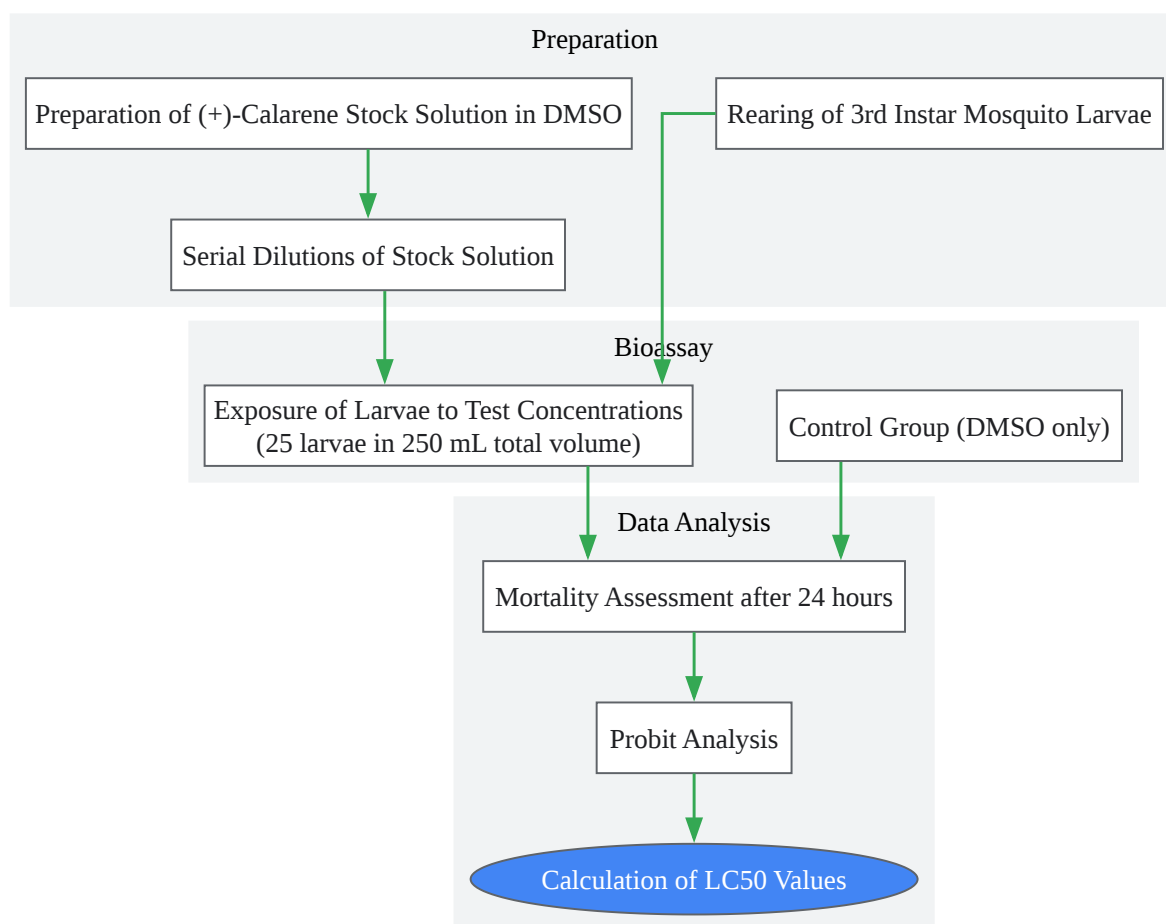 Preparation
Preparation of (+)-Calarene Stock Solution in DMSO
Rearing of 3rd Instar Mosquito Larvae
Serial Dilutions of Stock Solution
Bioassay
Exposure of Larvae to Test Concentrations
(25 larvae in 250 mL total volume)
Control Group (DMSO only)
Data Analysis
Mortality Assessment after 24 hours
Probit Analysis
Calculation of LC50 Values